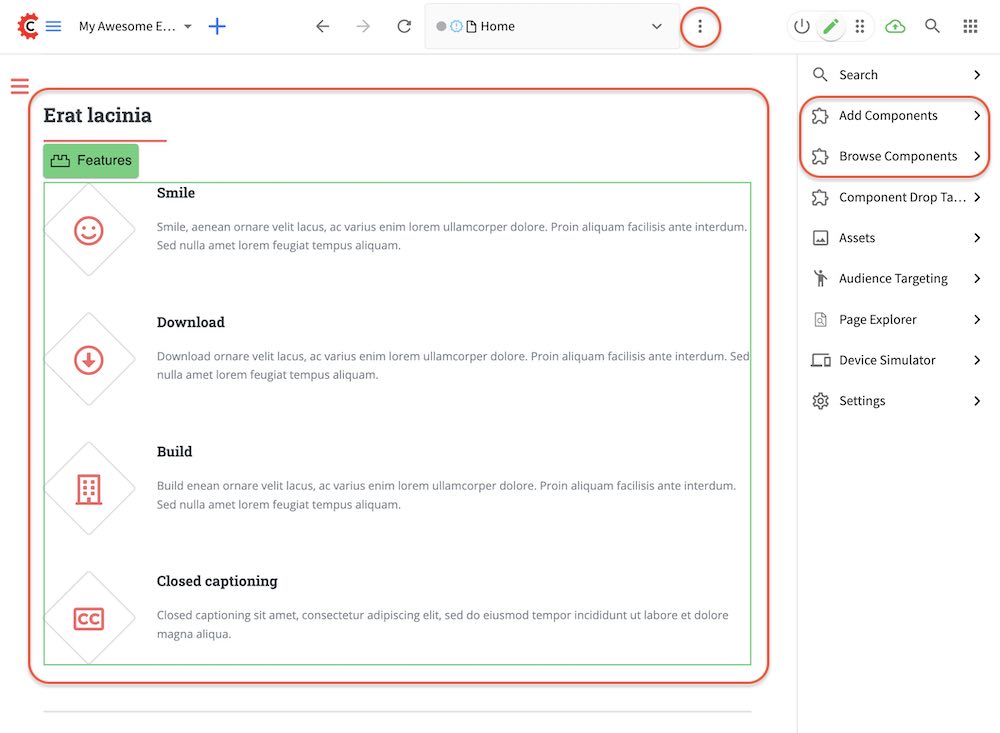 My Awesome E...
Home
Erat lacinia
Features
Smile
Smile, aenean ornare velit lacus, ac varius enim lorem ullamcorper dolore. Proin aliquam facilisis ante interdum.
Sed nulla amet lorem feugiat tempus aliquam.
Download
Download ornare velit lacus, ac varius enim lorem ullamcorper dolore. Proin aliquam facilisis ante interdum. Sed
nulla amet lorem feugiat tempus aliquam.
Build
Build enean ornare velit lacus, ac varius enim lorem ullamcorper dolore. Proin aliquam facilisis ante interdum.
Sed nulla amet lorem feugiat tempus aliquam.
CC
Closed captioning
Closed captioning sit amet, consectetur adipiscing elit, sed do eiusmod tempor incididunt ut labore et dolore
magna aliqua.
Search
Add Components
Browse Components
Component Drop Ta...
Assets
Audience Targeting
Page Explorer
Device Simulator
Settings